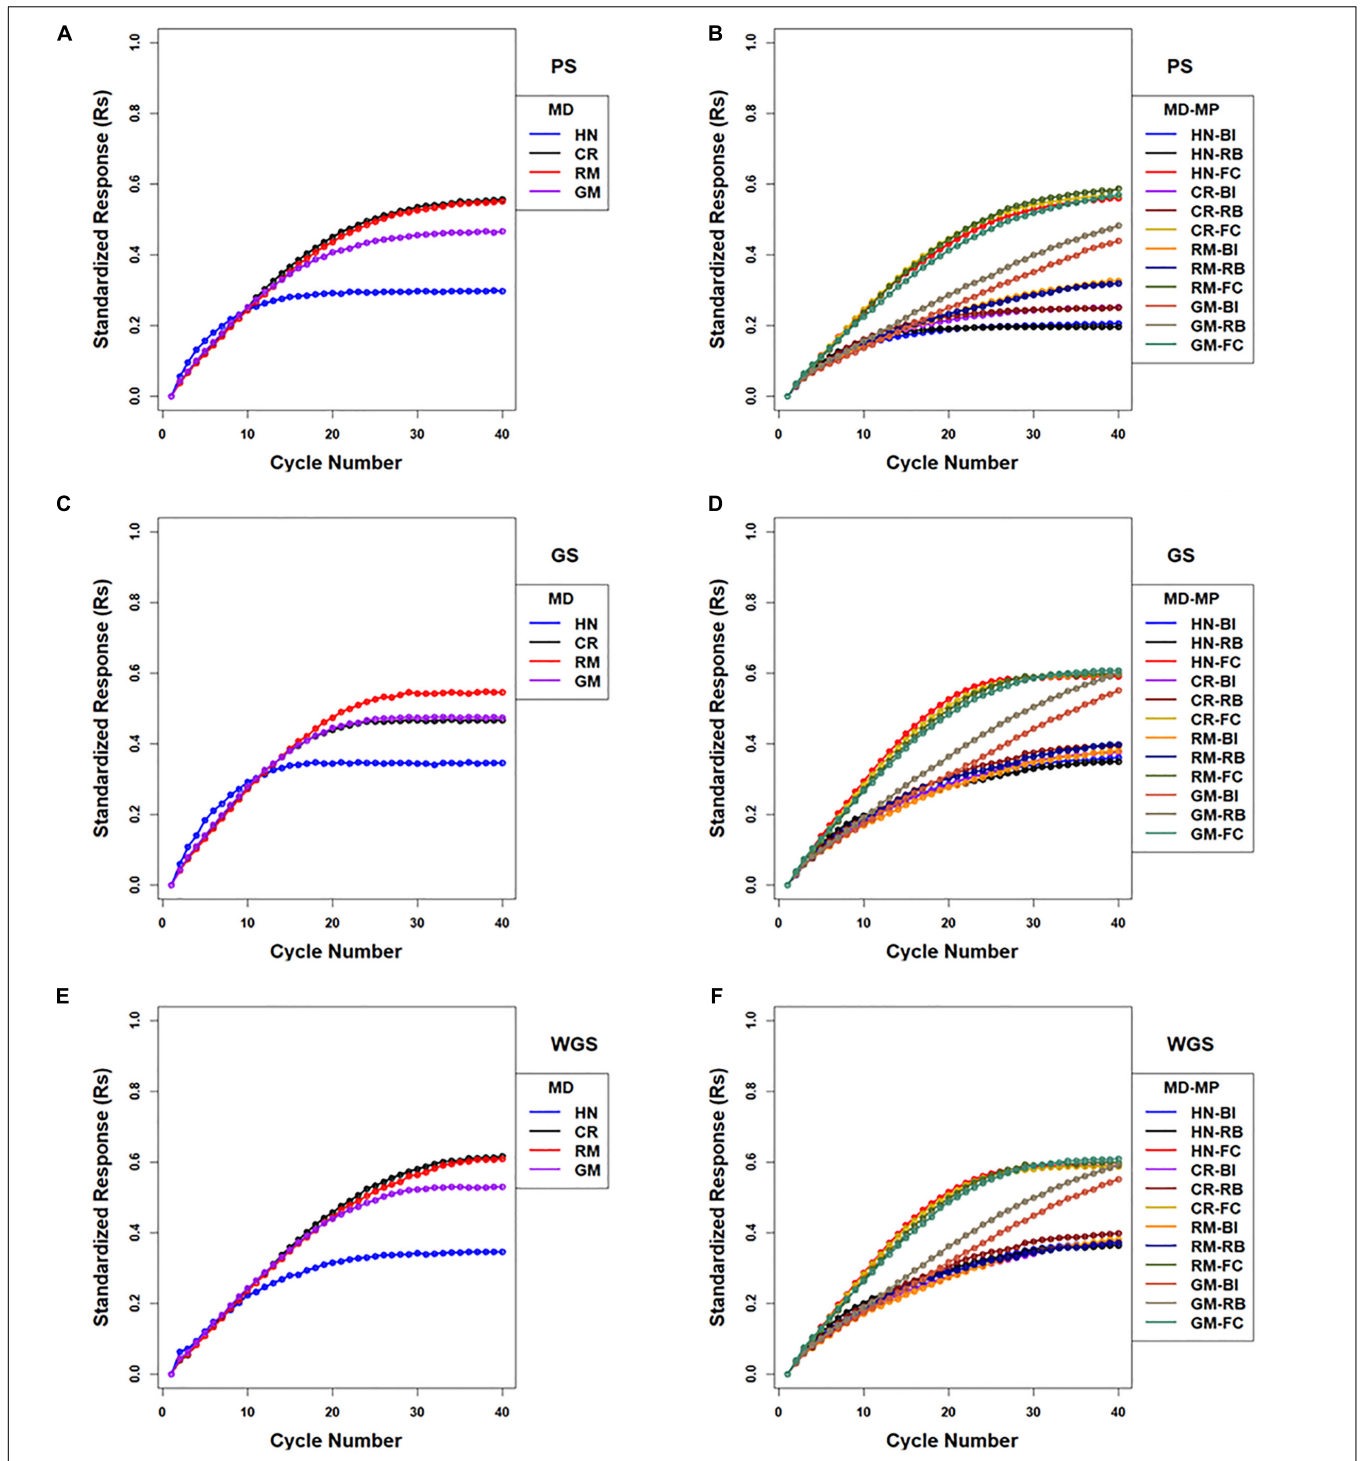 A
PS
MD
HN
CR
RM
GM
Standardized Response (Rs)
0.0
0.2
0.4
0.6
0.8
1.0
0
10
20
30
40
Cycle Number
B
PS
MD-MP
HN-BI
HN-RB
HN-FC
CR-BI
CR-RB
CR-FC
RM-BI
RM-RB
RM-FC
GM-BI
GM-RB
GM-FC
Standardized Response (Rs)
0.0
0.2
0.4
0.6
0.8
1.0
0
10
20
30
40
Cycle Number
C
GS
MD
HN
CR
RM
GM
Standardized Response (Rs)
0.0
0.2
0.4
0.6
0.8
1.0
0
10
20
30
40
Cycle Number
D
GS
MD-MP
HN-BI
HN-RB
HN-FC
CR-BI
CR-RB
CR-FC
RM-BI
RM-RB
RM-FC
GM-BI
GM-RB
GM-FC
Standardized Response (Rs)
0.0
0.2
0.4
0.6
0.8
1.0
0
10
20
30
40
Cycle Number
E
WGS
MD
HN
CR
RM
GM
Standardized Response (Rs)
0.0
0.2
0.4
0.6
0.8
1.0
0
10
20
30
40
Cycle Number
F
WGS
MD-MP
HN-BI
HN-RB
HN-FC
CR-BI
CR-RB
CR-FC
RM-BI
RM-RB
RM-FC
GM-BI
GM-RB
GM-FC
Standardized Response (Rs)
0.0
0.2
0.4
0.6
0.8
1.0
0
10
20
30
40
Cycle Number